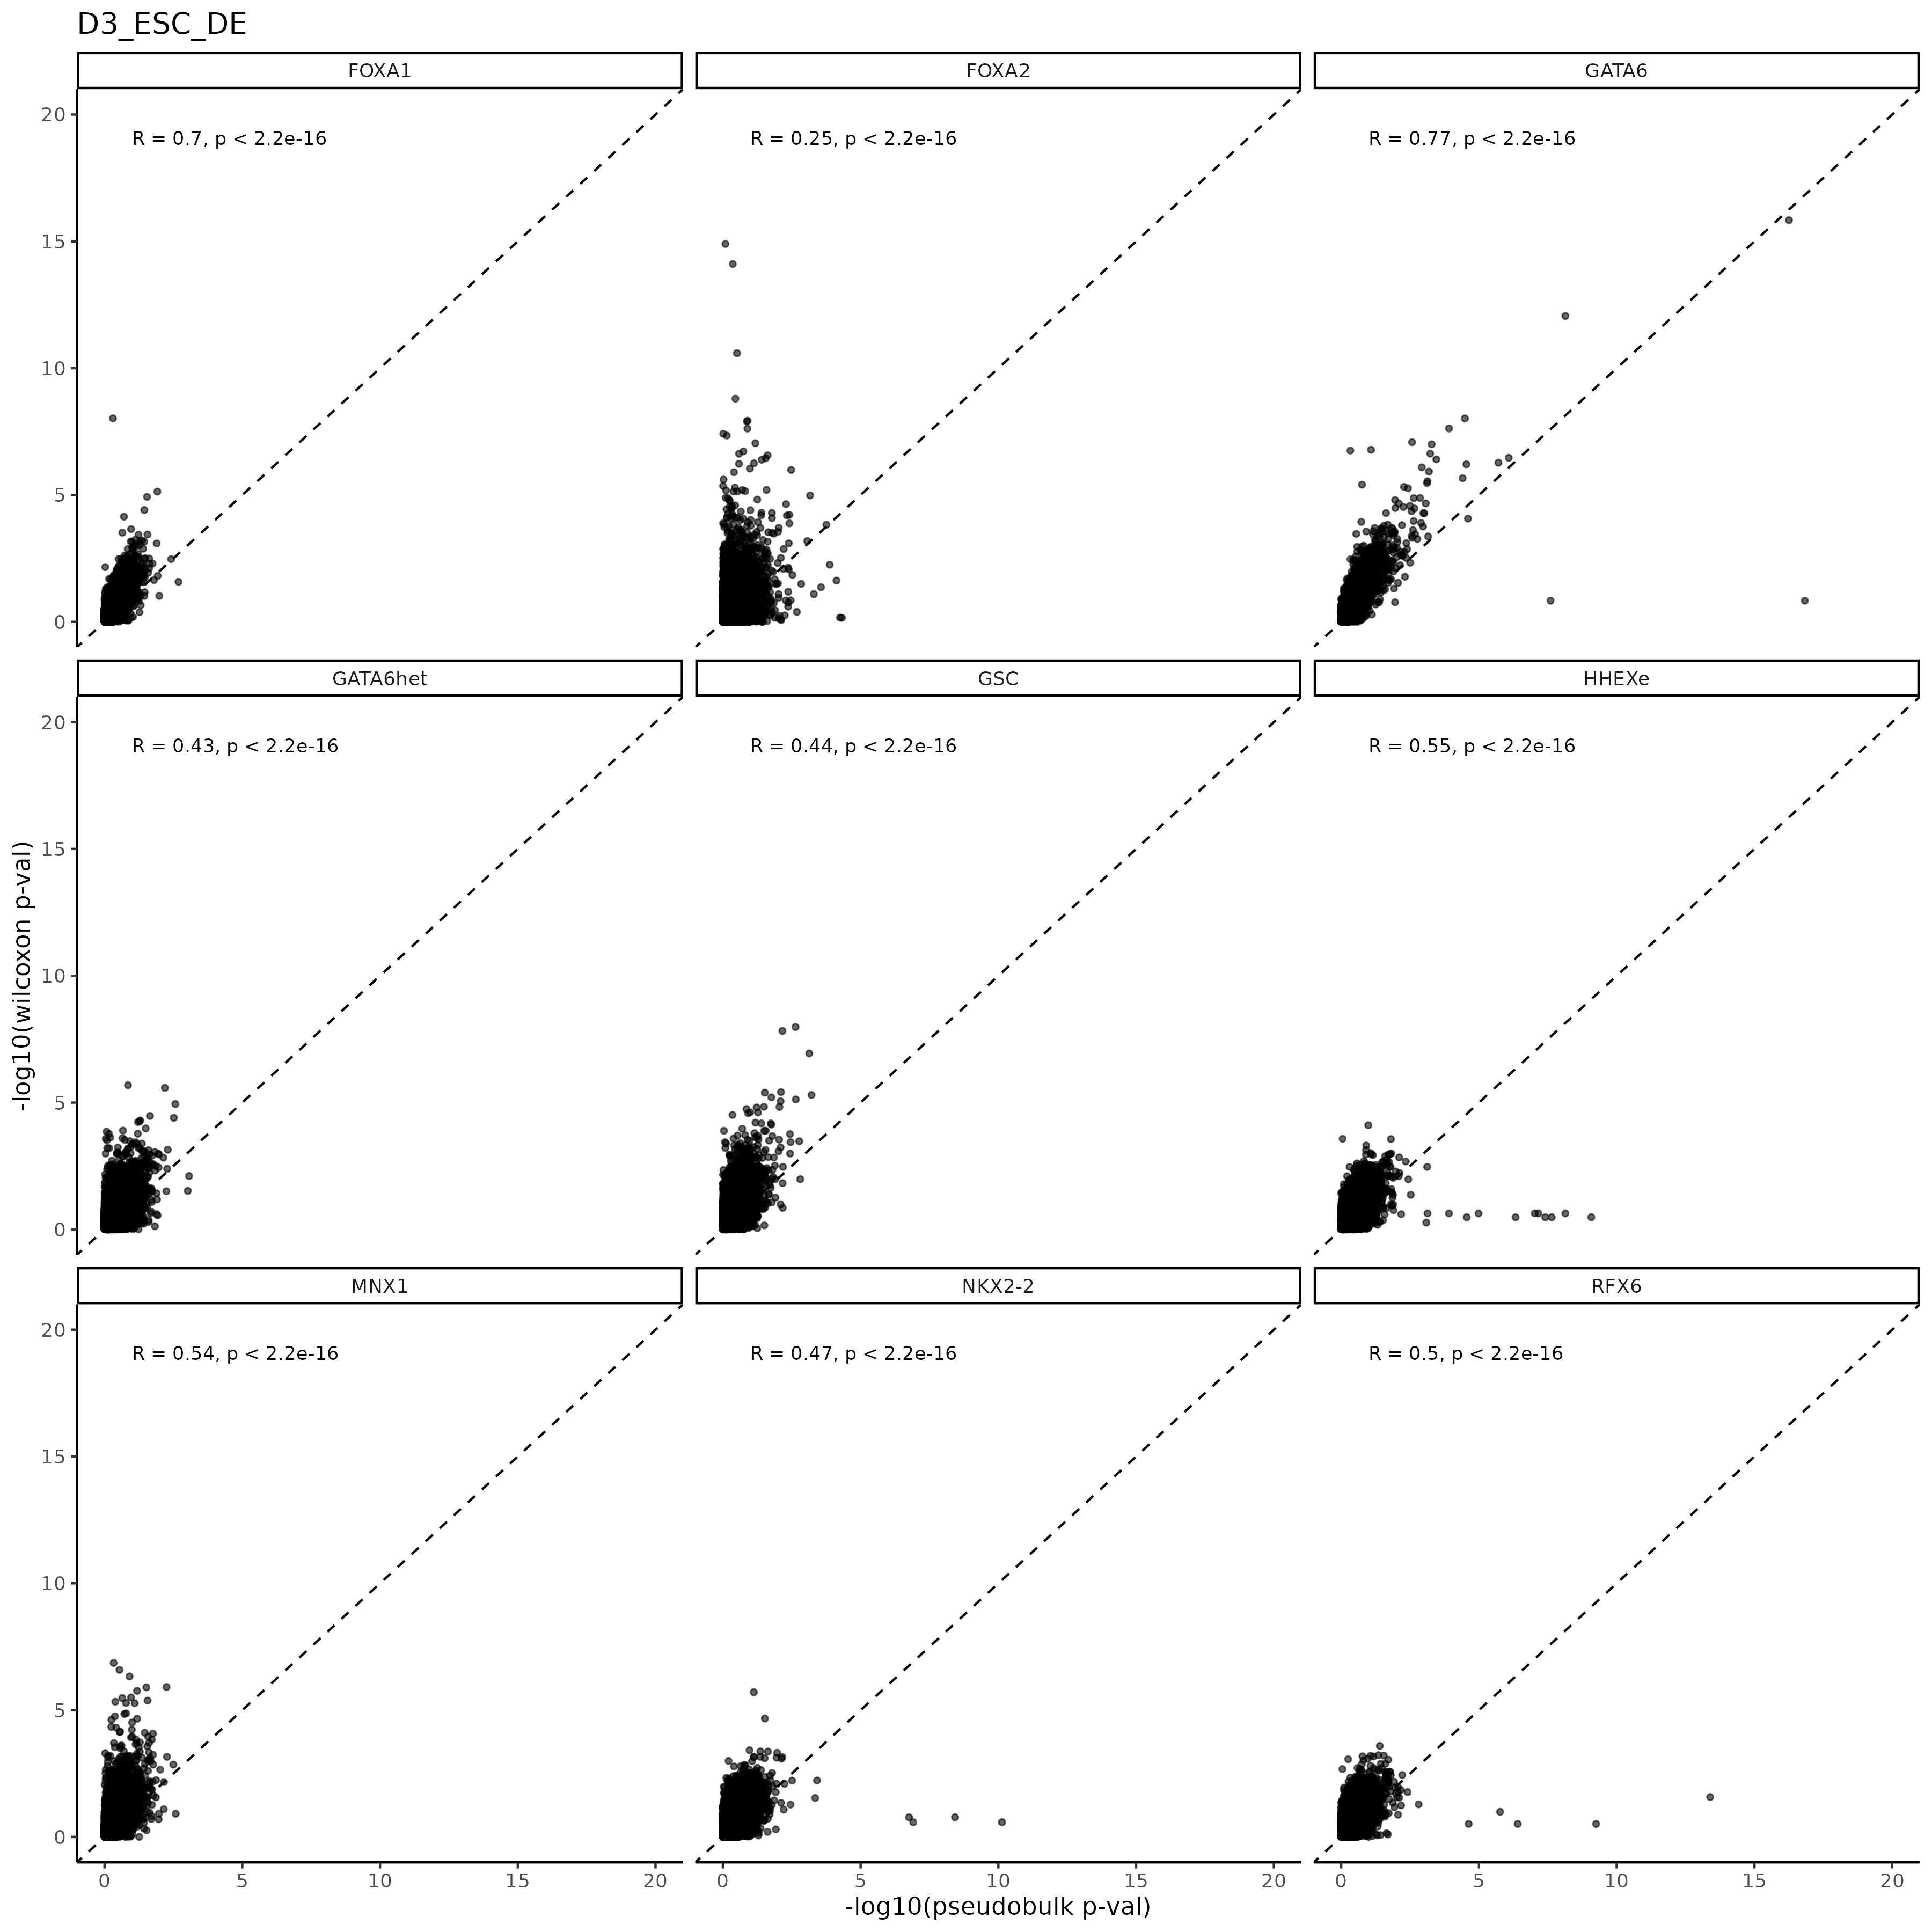 D3_ESC_DE
FOXA1
FOXA2
GATA6
20
R = 0.7, p < 2.2e-16
R = 0.25, p < 2.2e-16
R = 0.77, p < 2.2e-16
15
10
5
0
GATA6het
GSC
HHEXe
20
R = 0.43, p < 2.2e-16
R = 0.44, p < 2.2e-16
R = 0.55, p < 2.2e-16
15
10
5
0
-log10(wilcoxon p-val)
MNX1
NKX2-2
RFX6
20
R = 0.54, p < 2.2e-16
R = 0.47, p < 2.2e-16
R = 0.5, p < 2.2e-16
15
10
5
0
0 5 10 15 20
0 5 10 15 20
0 5 10 15 20
-log10(pseudobulk p-val)